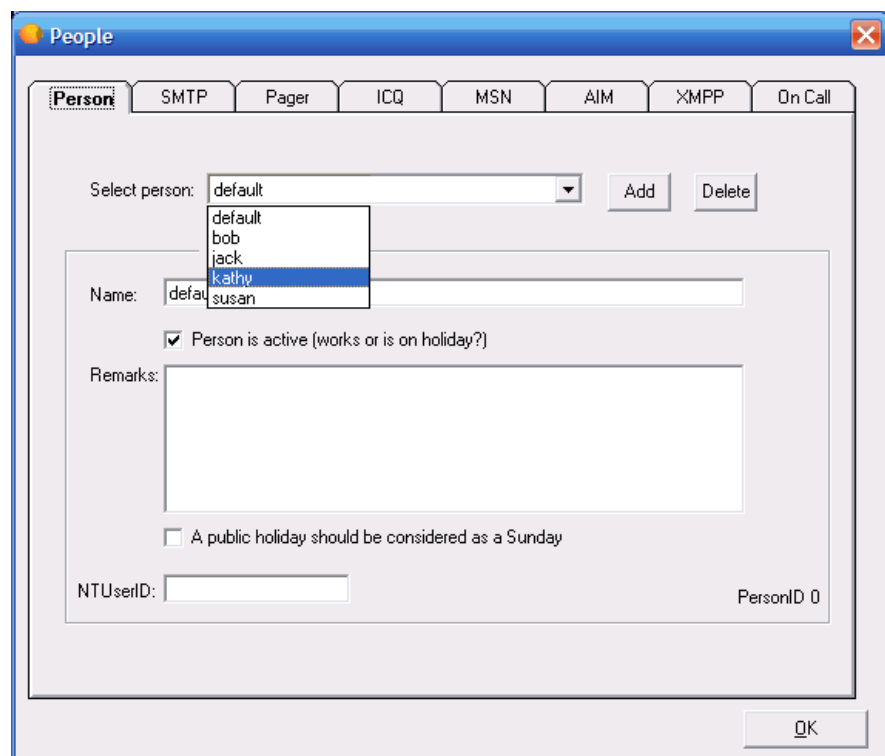 People
Person SMTP Pager ICQ MSN AIM XMPP On Call
Select person: default Add Delete
default
bob
jack
kathy
susan
Name: defau
Person is active (works or is on holiday?)
Remarks:
A public holiday should be considered as a Sunday
NTUserID:
PersonID 0
OK